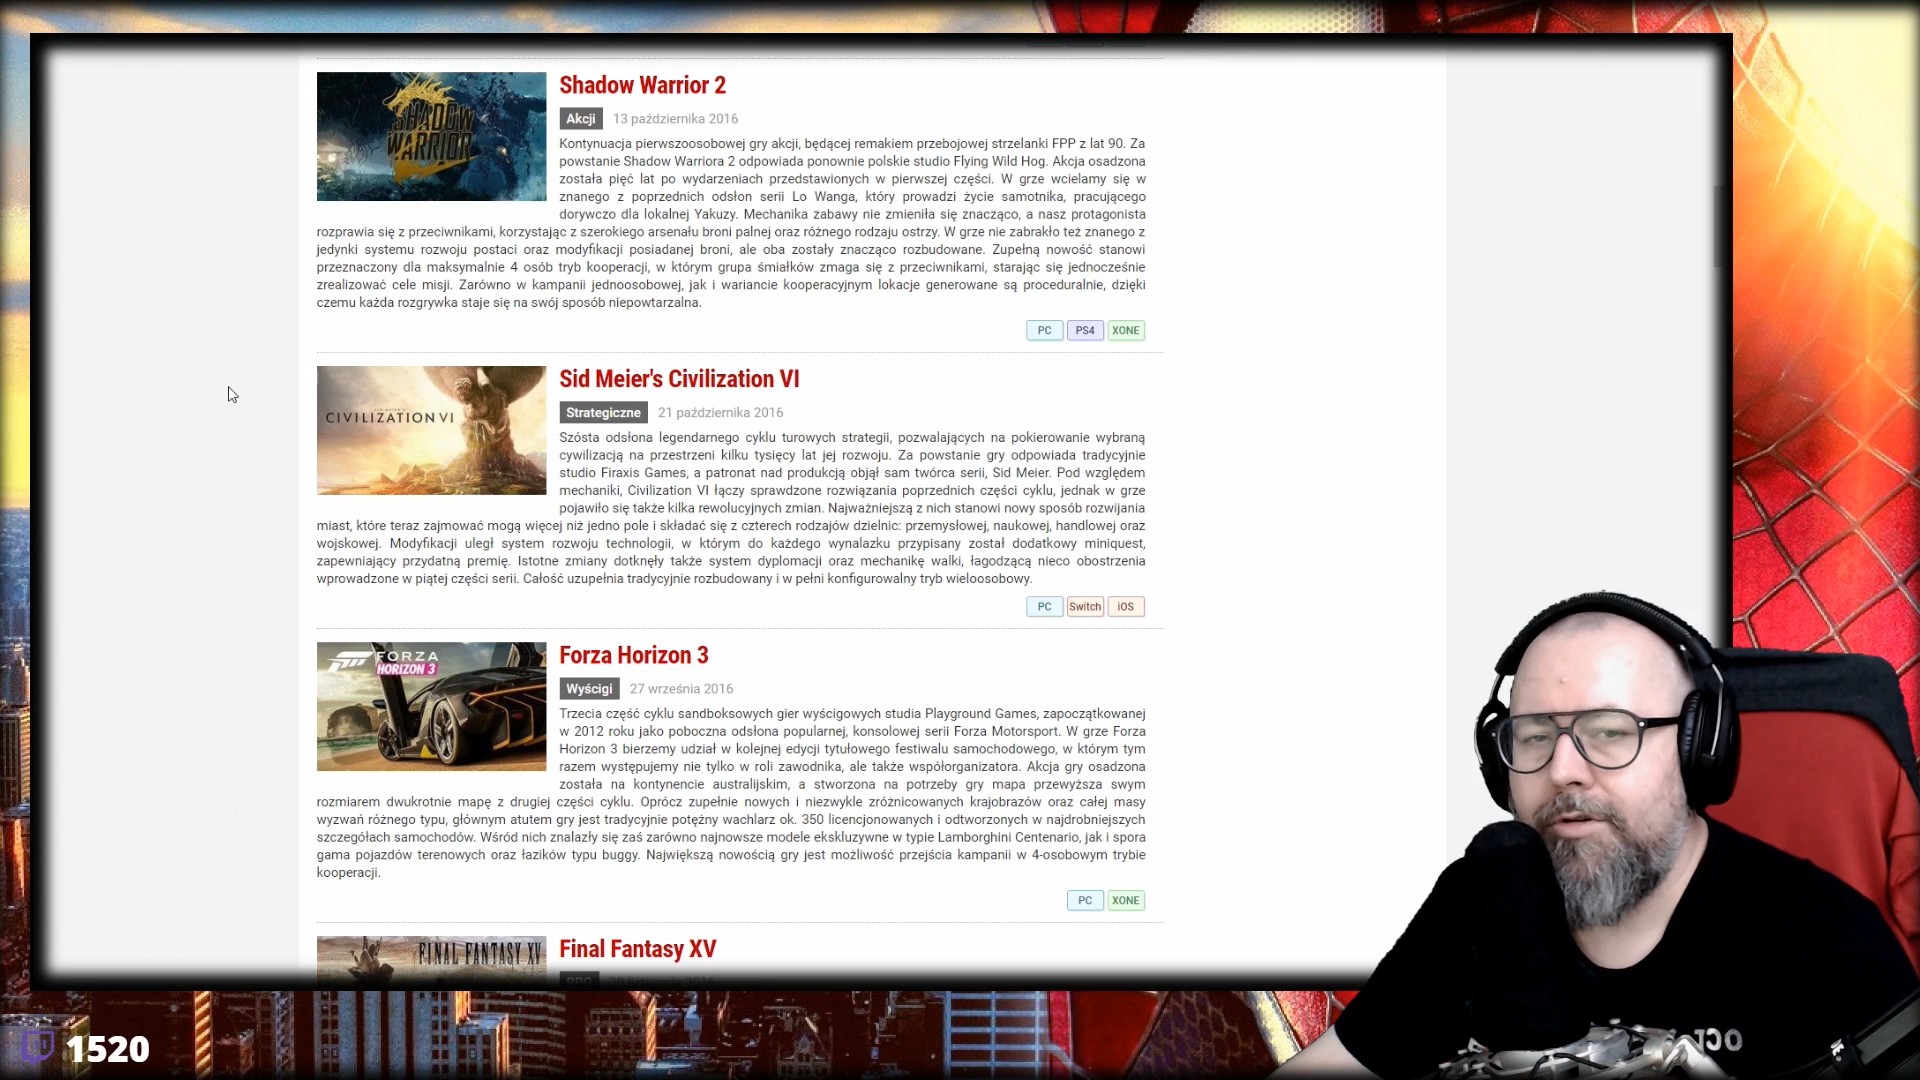 SHADOW
WARRIOR
Shadow Warrior 2
Akcji 13 października 2016
Kontynuacja pierwszoosobowej gry akcji, będącej remakiem przebojowej strzelanki FPP z lat 90. Za
powstanie Shadow Warriora 2 odpowiada ponownie polskie studio Flying Wild Hog. Akcja osadzona
została pięć lat po wydarzeniach przedstawionych w pierwszej części. W grze wcielamy się w
znanego z poprzednich odsłon serii Lo Wanga, który prowadzi życie samotnika, pracującego
dorywczo dla lokalnej Yakuzy. Mechanika zabawy nie zmieniła się znacząco, a nasz protagonista
rozprawia się z przeciwnikami, korzystając z szerokiego arsenału broni palnej oraz różnego rodzaju ostrzy. W grze nie zabrakło też znanego z
jedynki systemu rozwoju postaci oraz modyfikacji posiadanej broni, ale oba zostały znacząco rozbudowane. Zupełną nowość stanowi
przeznaczony dla maksymalnie 4 osób tryb kooperacji, w którym grupa śmiałków zmaga się z przeciwnikami, starając się jednocześnie
zrealizować cele misji. Zarówno w kampanii jednoosobowej, jak i wariancie kooperacyjnym lokacje generowane są proceduralnie, dzięki
czemu każda rozgrywka staje się na swój sposób niepowtarzalna.
PC PS4 XONE
CIVILIZATION VI
Sid Meier's Civilization VI
Strategiczne 21 października 2016
Szósta odsłona legendarnego cyklu turowych strategii, pozwalających na pokierowanie wybraną
cywilizacją na przestrzeni kilku tysięcy lat jej rozwoju. Za powstanie gry odpowiada tradycyjnie
studio Firaxis Games, a patronat nad produkcją objął sam twórca serii, Sid Meier. Pod względem
mechaniki, Civilization VI łączy sprawdzone rozwiązania poprzednich części cyklu, jednak w grze
pojawiło się także kilka rewolucyjnych zmian. Najważniejszą z nich stanowi nowy sposób rozwijania
miast, które teraz zajmować mogą więcej niż jedno pole i składać się z czterech rodzajów dzielnic: przemysłowej, naukowej, handlowej oraz
wojskowej. Modyfikacji uległ system rozwoju technologii, w którym do każdego wynalazku przypisany został dodatkowy miniquest,
zapewniający przydatną premię. Istotne zmiany dotknęły także system dyplomacji oraz mechanikę walki, łagodzącą nieco obostrzenia
wprowadzone w piątej części serii. Całość uzupełnia tradycyjnie rozbudowany i w pełni konfigurowalny tryb wieloosobowy.
PC Switch iOS
FORZA
HORIZON 3
Forza Horizon 3
Wyścigi 27 września 2016
Trzecia część cyklu sandboksowych gier wyścigowych studia Playground Games, zapoczątkowanej
w 2012 roku jako poboczna odsłona popularnej, konsolowej serii Forza Motorsport. W grze Forza
Horizon 3 bierzemy udział w kolejnej edycji tytułowego festiwalu samochodowego, w którym tym
razem występujemy nie tylko w roli zawodnika, ale także współorganizatora. Akcja gry osadzona
została na kontynencie australijskim, a stworzona na potrzeby gry mapa przewyższa swym
rozmiarem dwukrotnie mapę z drugiej części cyklu. Oprócz zupełnie nowych i niezwykle zróżnicowanych krajobrazów oraz całej masy
wyzwań różnego typu, głównym atutem gry jest tradycyjnie potężny wachlarz ok. 350 licencjonowanych i odtworzonych w najdrobniejszych
szczegółach samochodów. Wśród nich znalazły się zaś zarówno najnowsze modele ekskluzywne w typie Lamborghini Centenario, jak i spora
gama pojazdów terenowych oraz łazików typu buggy. Największą nowością gry jest możliwość przejścia kampanii w 4-osobowym trybie
kooperacji.
PC XONE
FINAL FANTASY XV
Final Fantasy XV
RPG
1520